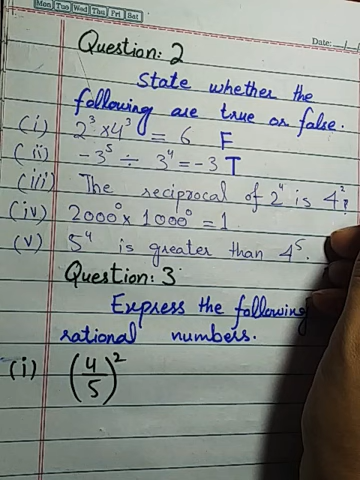 Mon Tue Wed Thu Fri Sat
Date:
Question: 2
State whether the
following are true or false.
(i) 2³ × 4³ = 6 F
(ii) -3⁵ ÷ 3⁴ = -3 T
(iii) The reciprocal of 2⁴ is 4²?
(iv) 2000⁰ × 1000⁰ = 1
(v) 5⁴ is greater than 4⁵.
Question: 3
Express the following
rational numbers.
(i) (4/5)²